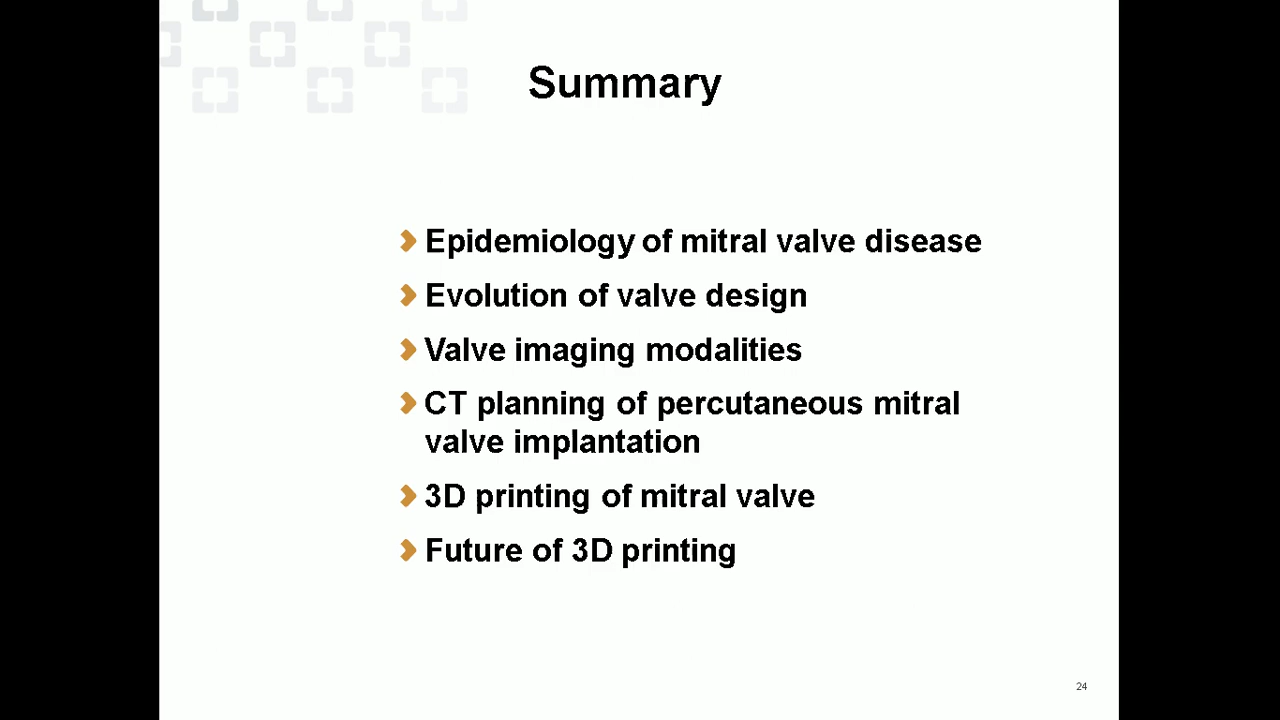 Summary
Epidemiology of mitral valve disease
Evolution of valve design
Valve imaging modalities
CT planning of percutaneous mitral
valve implantation
3D printing of mitral valve
Future of 3D printing
24